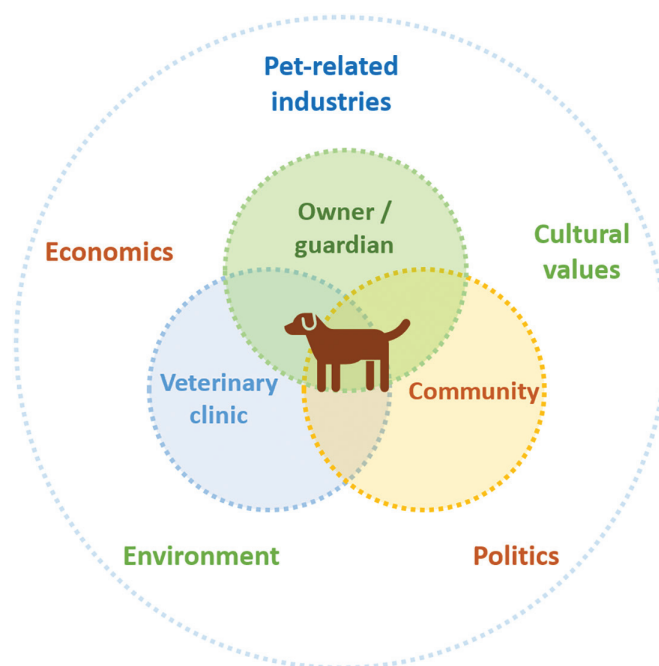 Pet-related
industries
Owner /
guardian
Economics
Cultural
values
Veterinary
clinic
Community
Environment
Politics